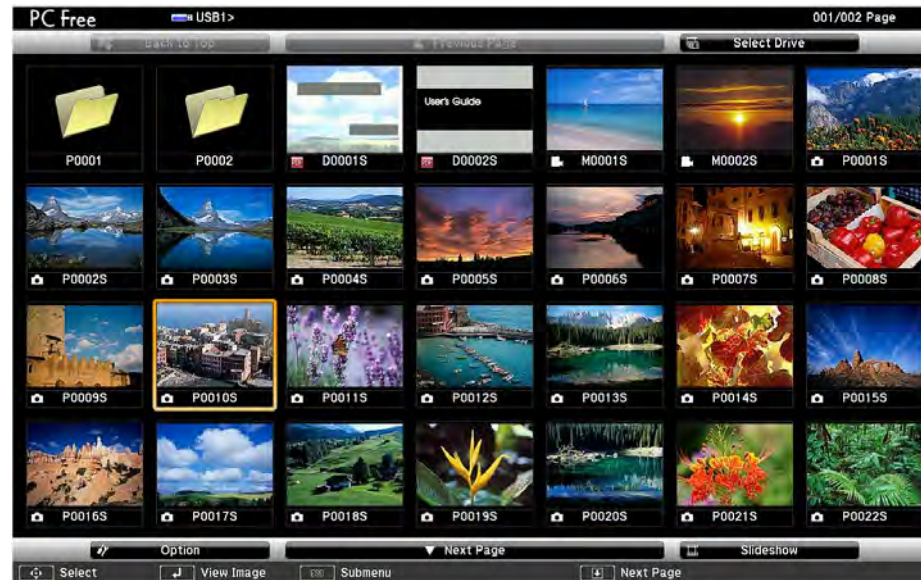 PC Free USB1> 001/002 Page
Back to Top Previous Page Select Drive
User's Guide
P0001 P0002 D0001S D0002S M0001S M0002S P0001S
P0002S P0003S P0004S P0005S P0006S P0007S P0008S
P0009S P0010S P0011S P0012S P0013S P0014S P0015S
P0016S P0017S P0018S P0019S P0020S P0021S P0022S
Option Next Page Slideshow
Select View Image Esc Submenu Next Page